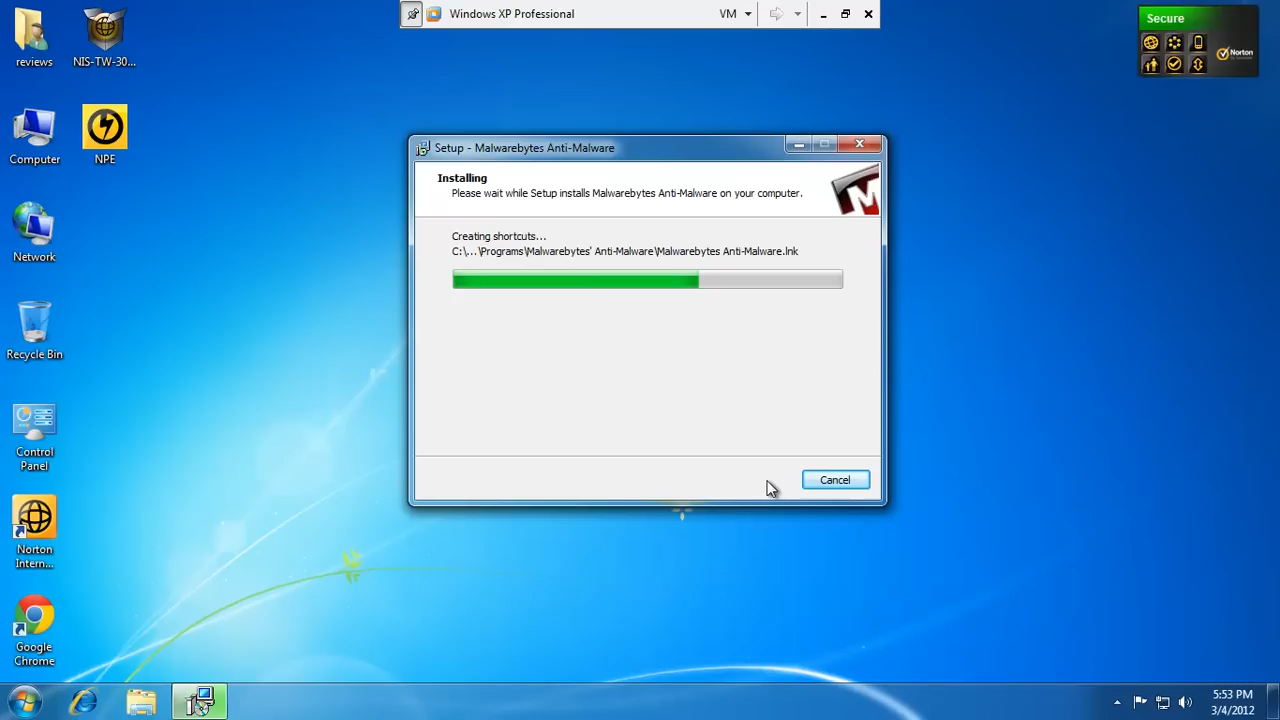 Windows XP Professional
VM
Secure
Norton
by Symantec
reviews
NIS-TW-30...
Computer
NPE
Network
Recycle Bin
Control
Panel
Norton
Intern...
Google
Chrome
Setup - Malwarebytes Anti-Malware
Installing
Please wait while Setup installs Malwarebytes Anti-Malware on your computer.
Creating shortcuts...
C:\...\Programs\Malwarebytes' Anti-Malware\Malwarebytes Anti-Malware.lnk
Cancel
5:53 PM
3/4/2012